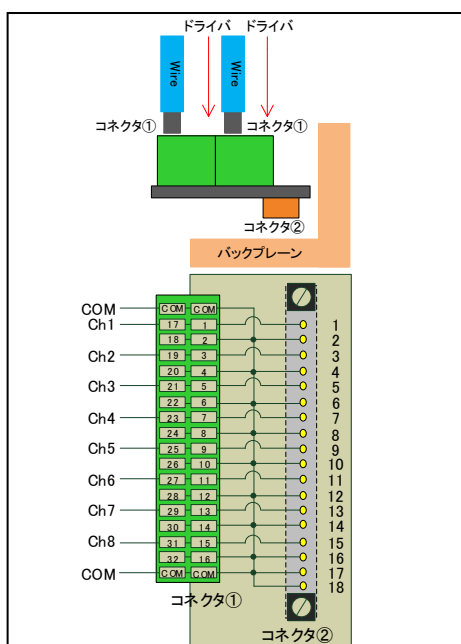 ドライバ ドライバ
Wire Wire
コネクタ① コネクタ①
コネクタ②
バックプレーン
COM COM COM
Ch1 17 1 1
18 2 2
Ch2 19 3 3
20 4 4
Ch3 21 5 5
22 6 6
Ch4 23 7 7
24 8 8
Ch5 25 9 9
26 10 10
Ch6 27 11 11
28 12 12
Ch7 29 13 13
30 14 14
Ch8 31 15 15
32 16 16
COM COM COM 17
18
コネクタ① コネクタ②